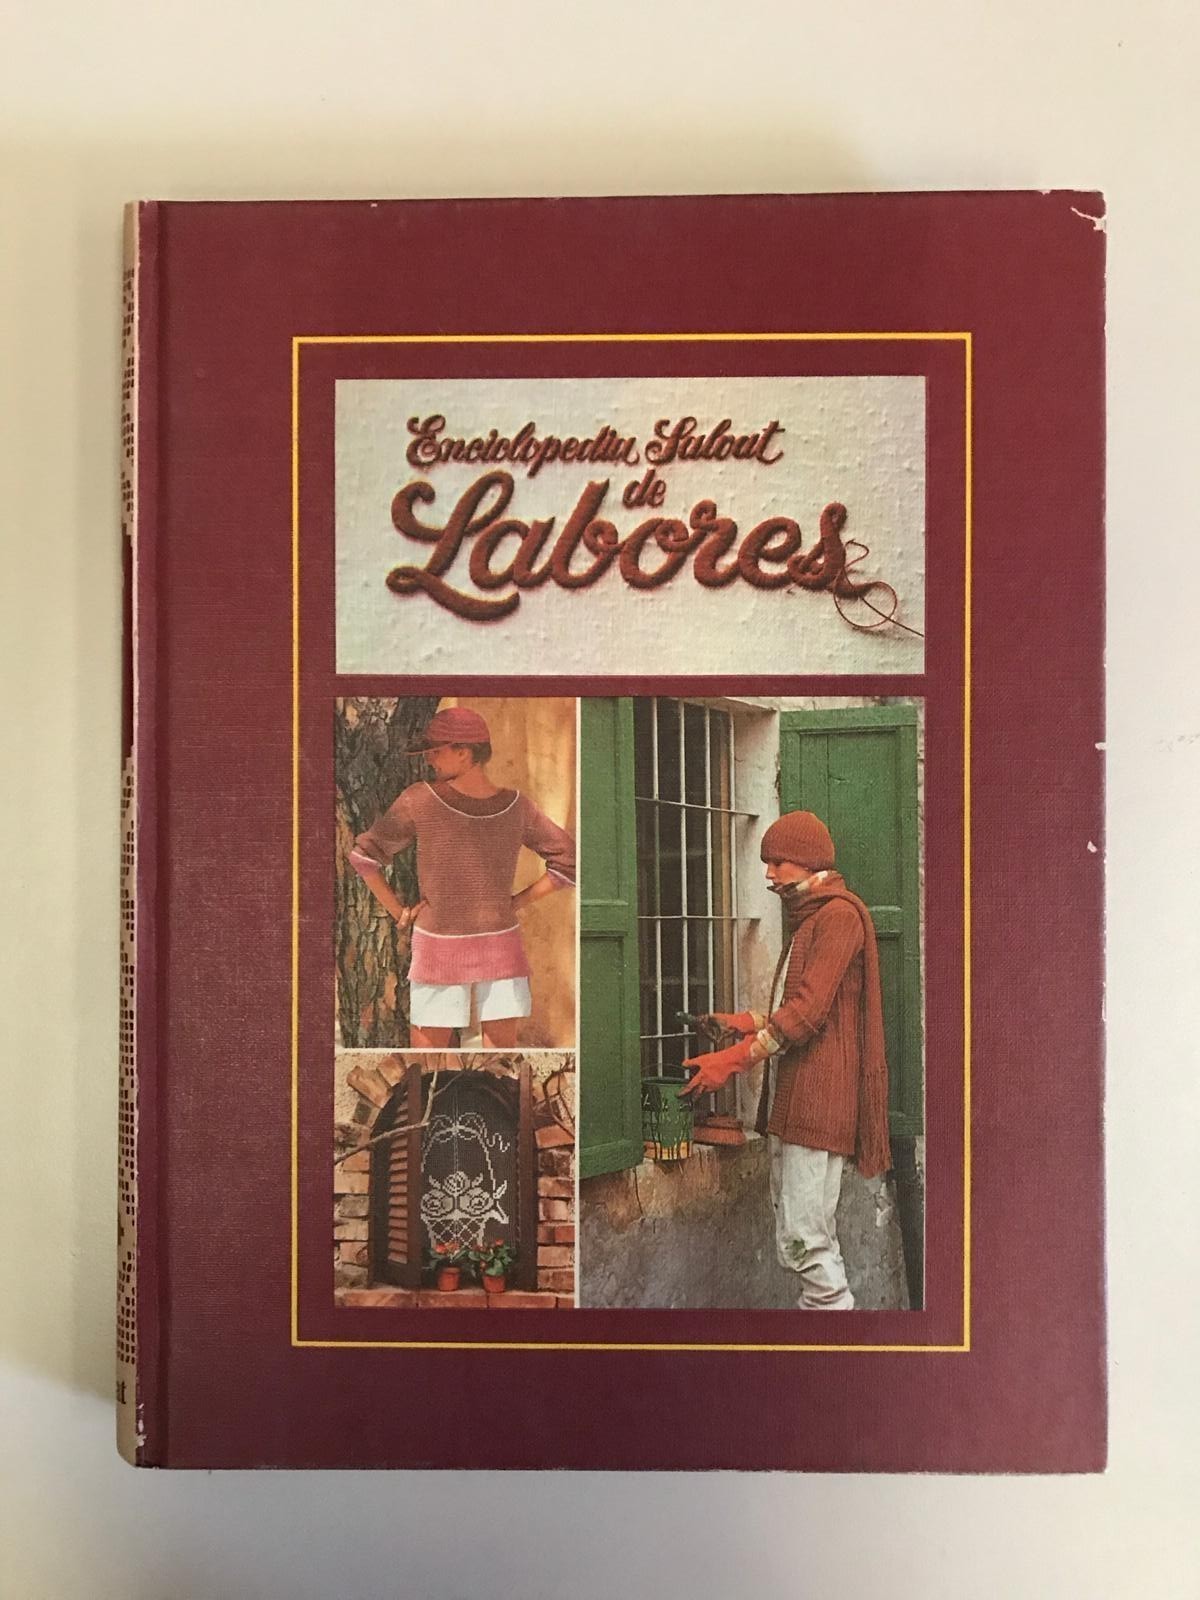 Enciclopedia Salvat
de
Labores